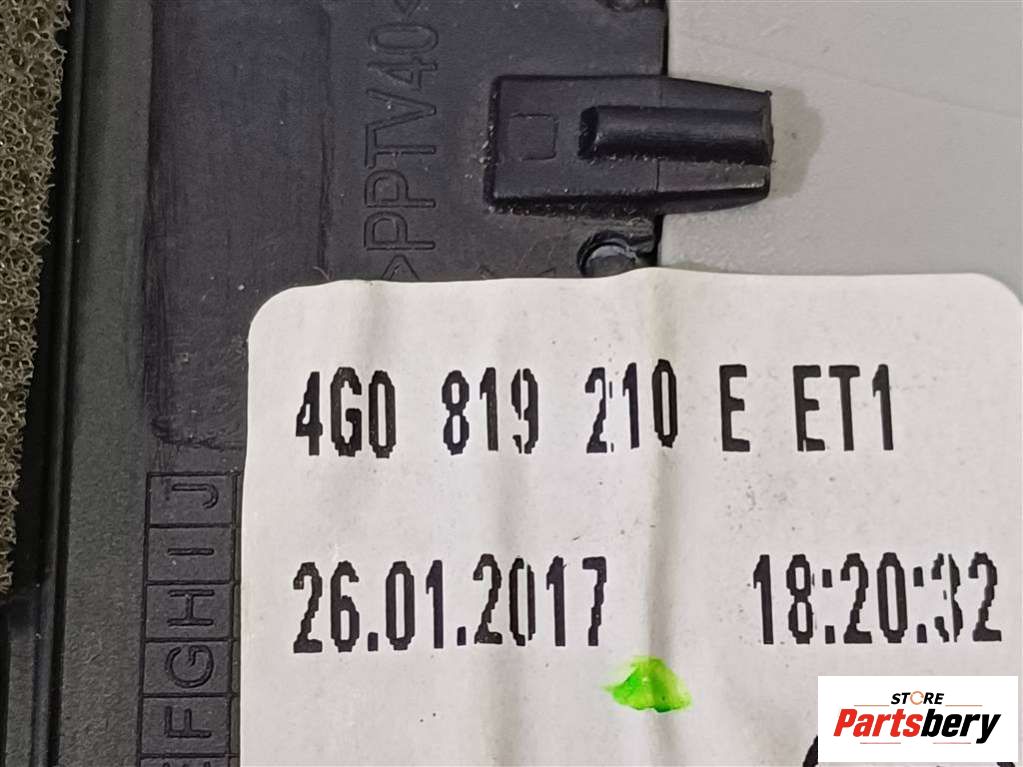 >PPTV40<
4G0 819 210 E ET1
26.01.2017 18:20:32
J
I
H
G
F
STORE
Partsbery